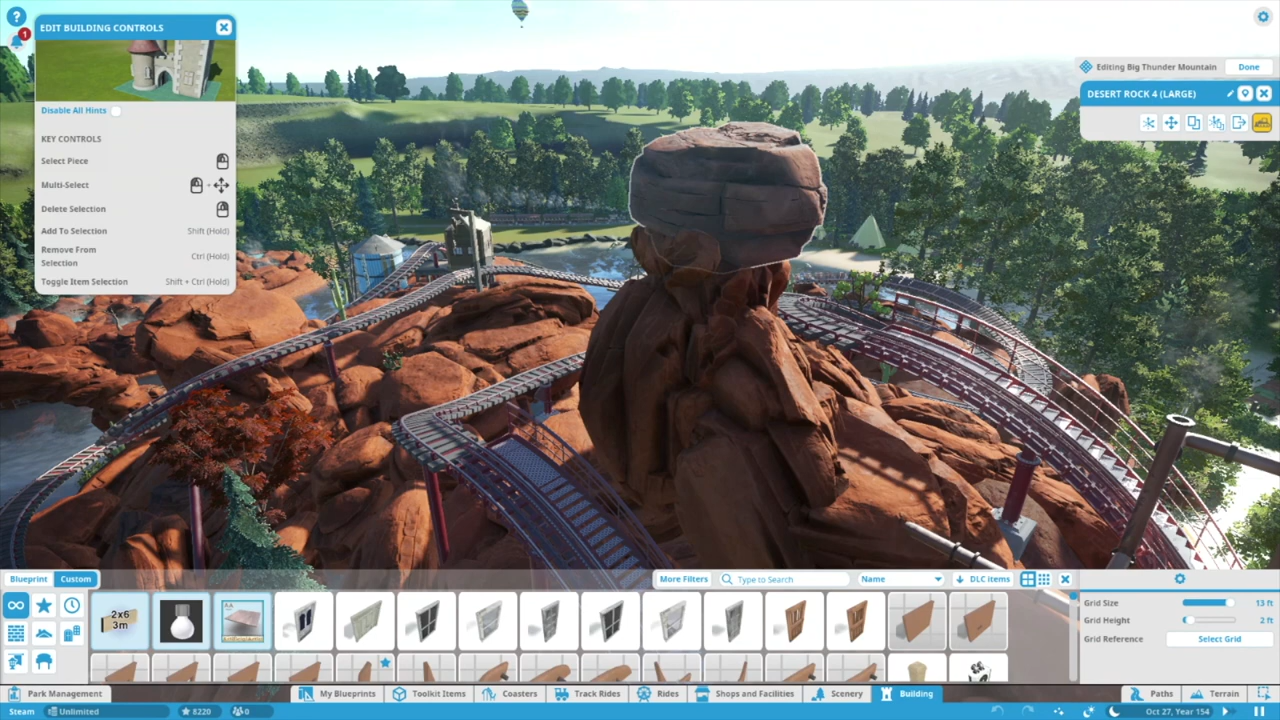 ?
1
EDIT BUILDING CONTROLS
Disable All Hints
KEY CONTROLS
Select Piece
Multi-Select
Delete Selection
Add To Selection Shift (Hold)
Remove From
Selection Ctrl (Hold)
Toggle Item Selection Shift + Ctrl (Hold)
Editing Big Thunder Mountain Done
DESERT ROCK 4 (LARGE)
Blueprint Custom More Filters Type to Search Name DLC Items
2x6
3m
Grid Size 13 ft
Grid Height 2 ft
Grid Reference Select Grid
Park Management My Blueprints Toolkit Items Coasters Track Rides Rides Shops and Facilities Scenery Building Paths Terrain
Steam Unlimited 8220 0 Oct 27, Year 154